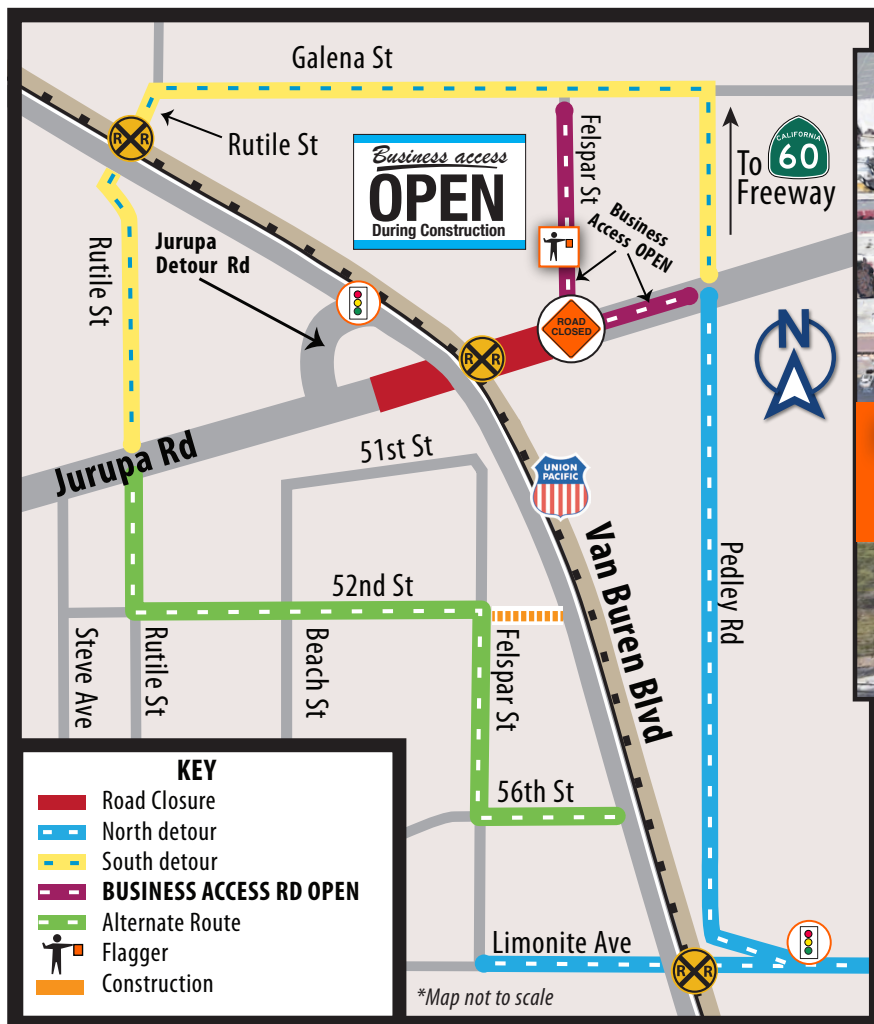 Galena St
R R
Rutile St
Business access
OPEN
During Construction
Felspar St
CALIFORNIA
60
To
Freeway
Business
Access OPEN
Jurupa
Detour Rd
Rutile St
ROAD
CLOSED
N
R R
Jurupa Rd
51st St
UNION
PACIFIC
Van Buren Blvd
Pedley Rd
52nd St
Steve Ave
Rutile St
Beach St
Felspar St
56th St
Limonite Ave
R R
*Map not to scale
KEY
Road Closure
North detour
South detour
BUSINESS ACCESS RD OPEN
Alternate Route
Flagger
Construction